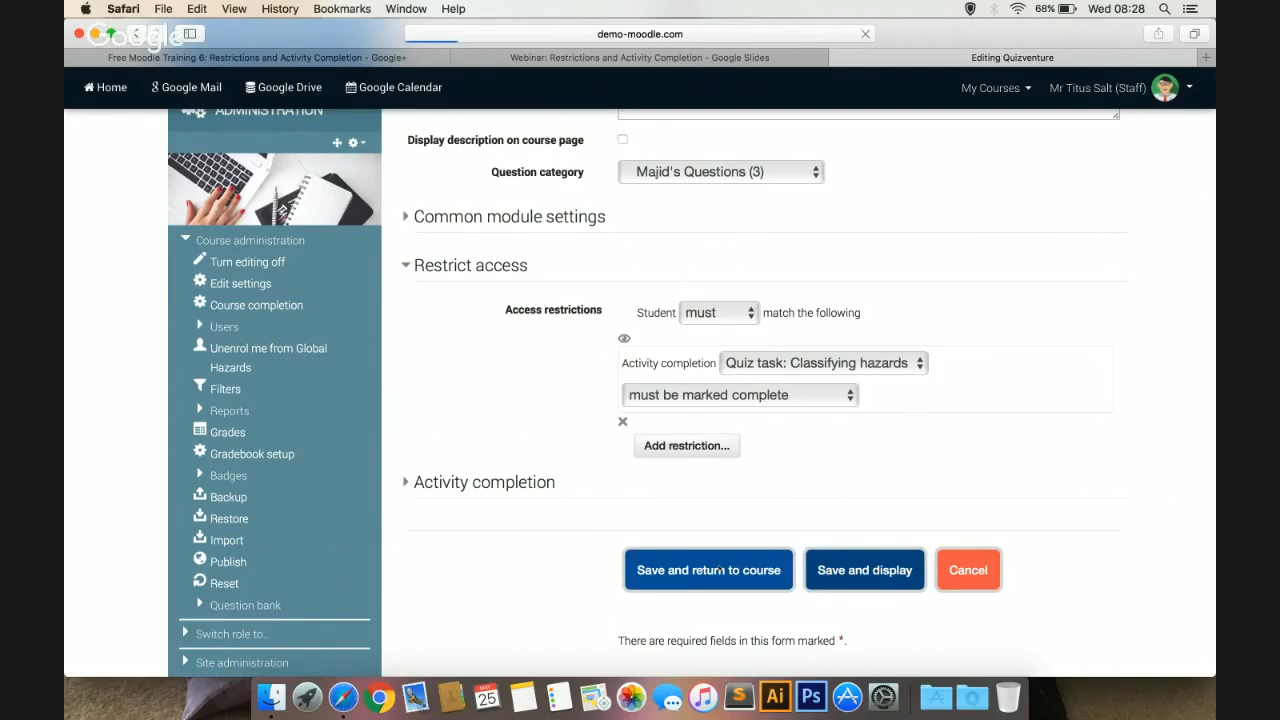 Safari File Edit View History Bookmarks Window Help
68% Wed 08:28
Google
demo-moodle.com
Free Moodle Training 6: Restrictions and Activity Completion - Google+
Webinar: Restrictions and Activity Completion - Google Slides
Editing Quizventure
Home Google Mail Google Drive Google Calendar
My Courses Mr Titus Salt (Staff)
ADMINISTRATION
Course administration
Turn editing off
Edit settings
Course completion
Users
Unenrol me from Global
Hazards
Filters
Reports
Grades
Gradebook setup
Badges
Backup
Restore
Import
Publish
Reset
Question bank
Switch role to...
Site administration
Display description on course page
Question category Majid's Questions (3)
Common module settings
Restrict access
Access restrictions Student must match the following
Activity completion Quiz task: Classifying hazards
must be marked complete
Add restriction...
Activity completion
Save and return to course Save and display Cancel
There are required fields in this form marked *.
MAY
25
S Ai Ps